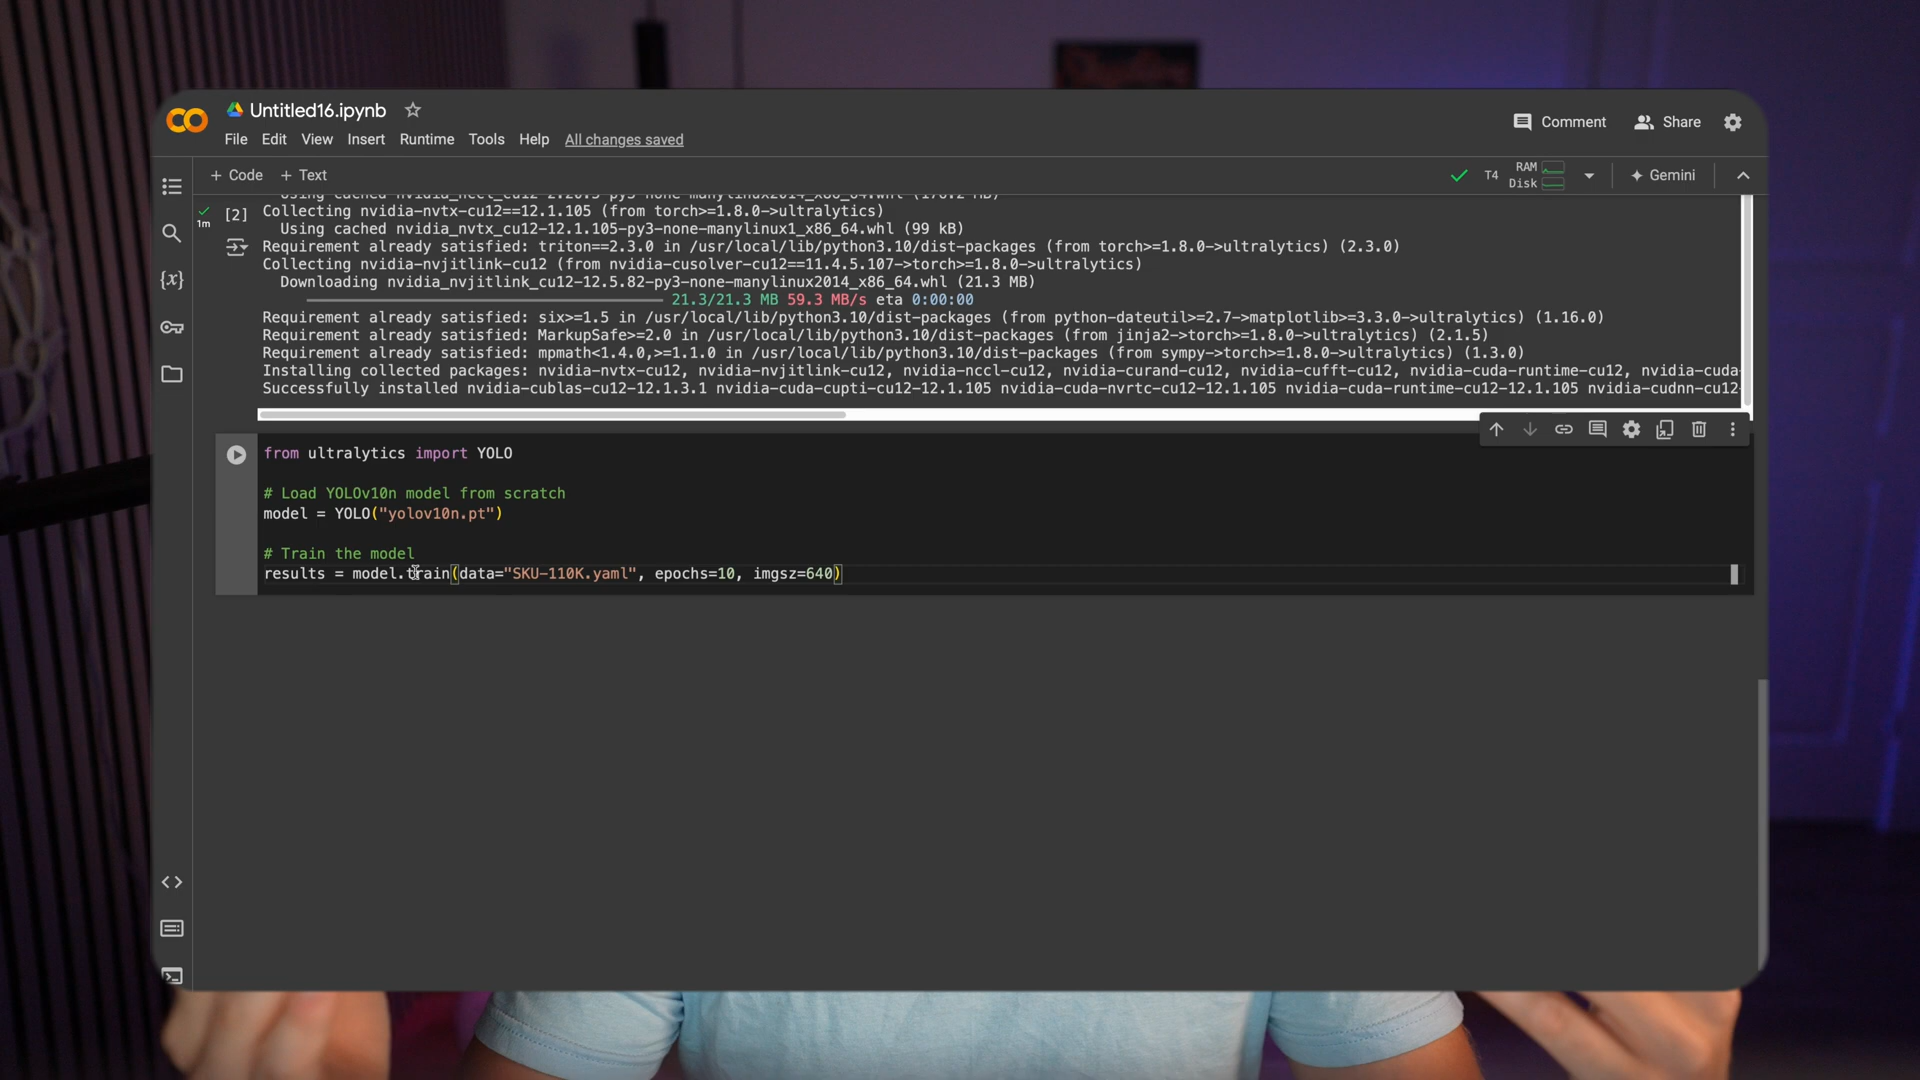 Untitled16.ipynb
Comment
Share
File Edit View Insert Runtime Tools Help All changes saved
+ Code + Text
T4
RAM
Disk
Gemini
1m
[2]
Collecting nvidia-nvtx-cu12==12.1.105 (from torch>=1.8.0->ultralytics)
Using cached nvidia_nvtx_cu12-12.1.105-py3-none-manylinux1_x86_64.whl (99 kB)
Requirement already satisfied: triton==2.3.0 in /usr/local/lib/python3.10/dist-packages (from torch>=1.8.0->ultralytics) (2.3.0)
Collecting nvidia-nvjitlink-cu12 (from nvidia-cusolver-cu12==11.4.5.107->torch>=1.8.0->ultralytics)
Downloading nvidia_nvjitlink_cu12-12.5.82-py3-none-manylinux2014_x86_64.whl (21.3 MB)
21.3/21.3 MB 59.3 MB/s eta 0:00:00
Requirement already satisfied: six>=1.5 in /usr/local/lib/python3.10/dist-packages (from python-dateutil>=2.7->matplotlib>=3.3.0->ultralytics) (1.16.0)
Requirement already satisfied: MarkupSafe>=2.0 in /usr/local/lib/python3.10/dist-packages (from jinja2->torch>=1.8.0->ultralytics) (2.1.5)
Requirement already satisfied: mpmath<1.4.0,>=1.1.0 in /usr/local/lib/python3.10/dist-packages (from sympy->torch>=1.8.0->ultralytics) (1.3.0)
Installing collected packages: nvidia-nvtx-cu12, nvidia-nvjitlink-cu12, nvidia-nccl-cu12, nvidia-curand-cu12, nvidia-cufft-cu12, nvidia-cuda-runtime-cu12, nvidia-cuda-
Successfully installed nvidia-cublas-cu12-12.1.3.1 nvidia-cuda-cupti-cu12-12.1.105 nvidia-cuda-nvrtc-cu12-12.1.105 nvidia-cuda-runtime-cu12-12.1.105 nvidia-cudnn-cu12-
from ultralytics import YOLO
# Load YOLOv10n model from scratch
model = YOLO("yolov10n.pt")
# Train the model
results = model.train(data="SKU-110K.yaml", epochs=10, imgsz=640)